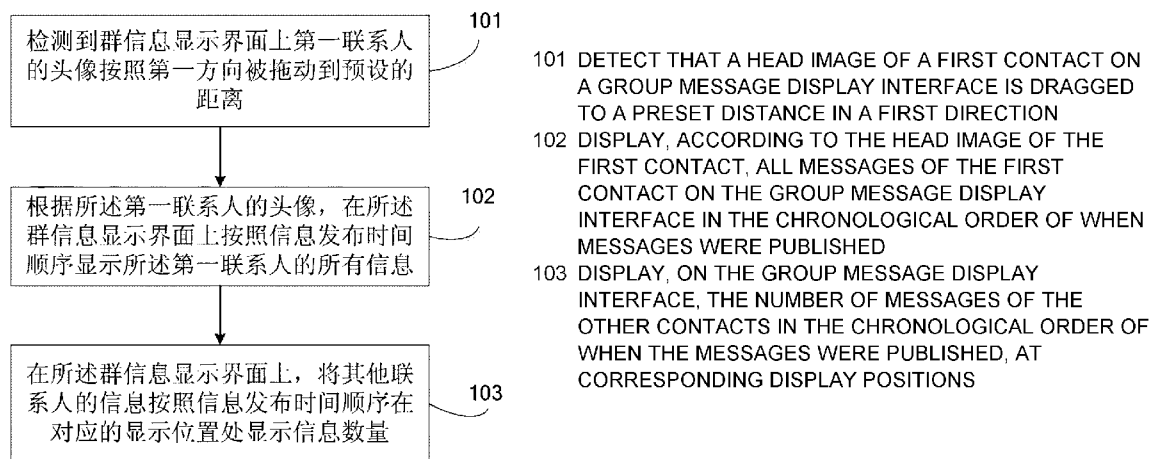 检测到群信息显示界面上第一联系人
的头像按照第一方向被拖动到预设的
距离
101
根据所述第一联系人的头像，在所述
群信息显示界面上按照信息发布时间
顺序显示所述第一联系人的所有信息
102
在所述群信息显示界面上，将其他联
系人的信息按照信息发布时间顺序在
对应的显示位置处显示信息数量
103
101 DETECT THAT A HEAD IMAGE OF A FIRST CONTACT ON
A GROUP MESSAGE DISPLAY INTERFACE IS DRAGGED
TO A PRESET DISTANCE IN A FIRST DIRECTION
102 DISPLAY, ACCORDING TO THE HEAD IMAGE OF THE
FIRST CONTACT, ALL MESSAGES OF THE FIRST
CONTACT ON THE GROUP MESSAGE DISPLAY
INTERFACE IN THE CHRONOLOGICAL ORDER OF WHEN
MESSAGES WERE PUBLISHED
103 DISPLAY, ON THE GROUP MESSAGE DISPLAY
INTERFACE, THE NUMBER OF MESSAGES OF THE
OTHER CONTACTS IN THE CHRONOLOGICAL ORDER OF
WHEN THE MESSAGES WERE PUBLISHED, AT
CORRESPONDING DISPLAY POSITIONS